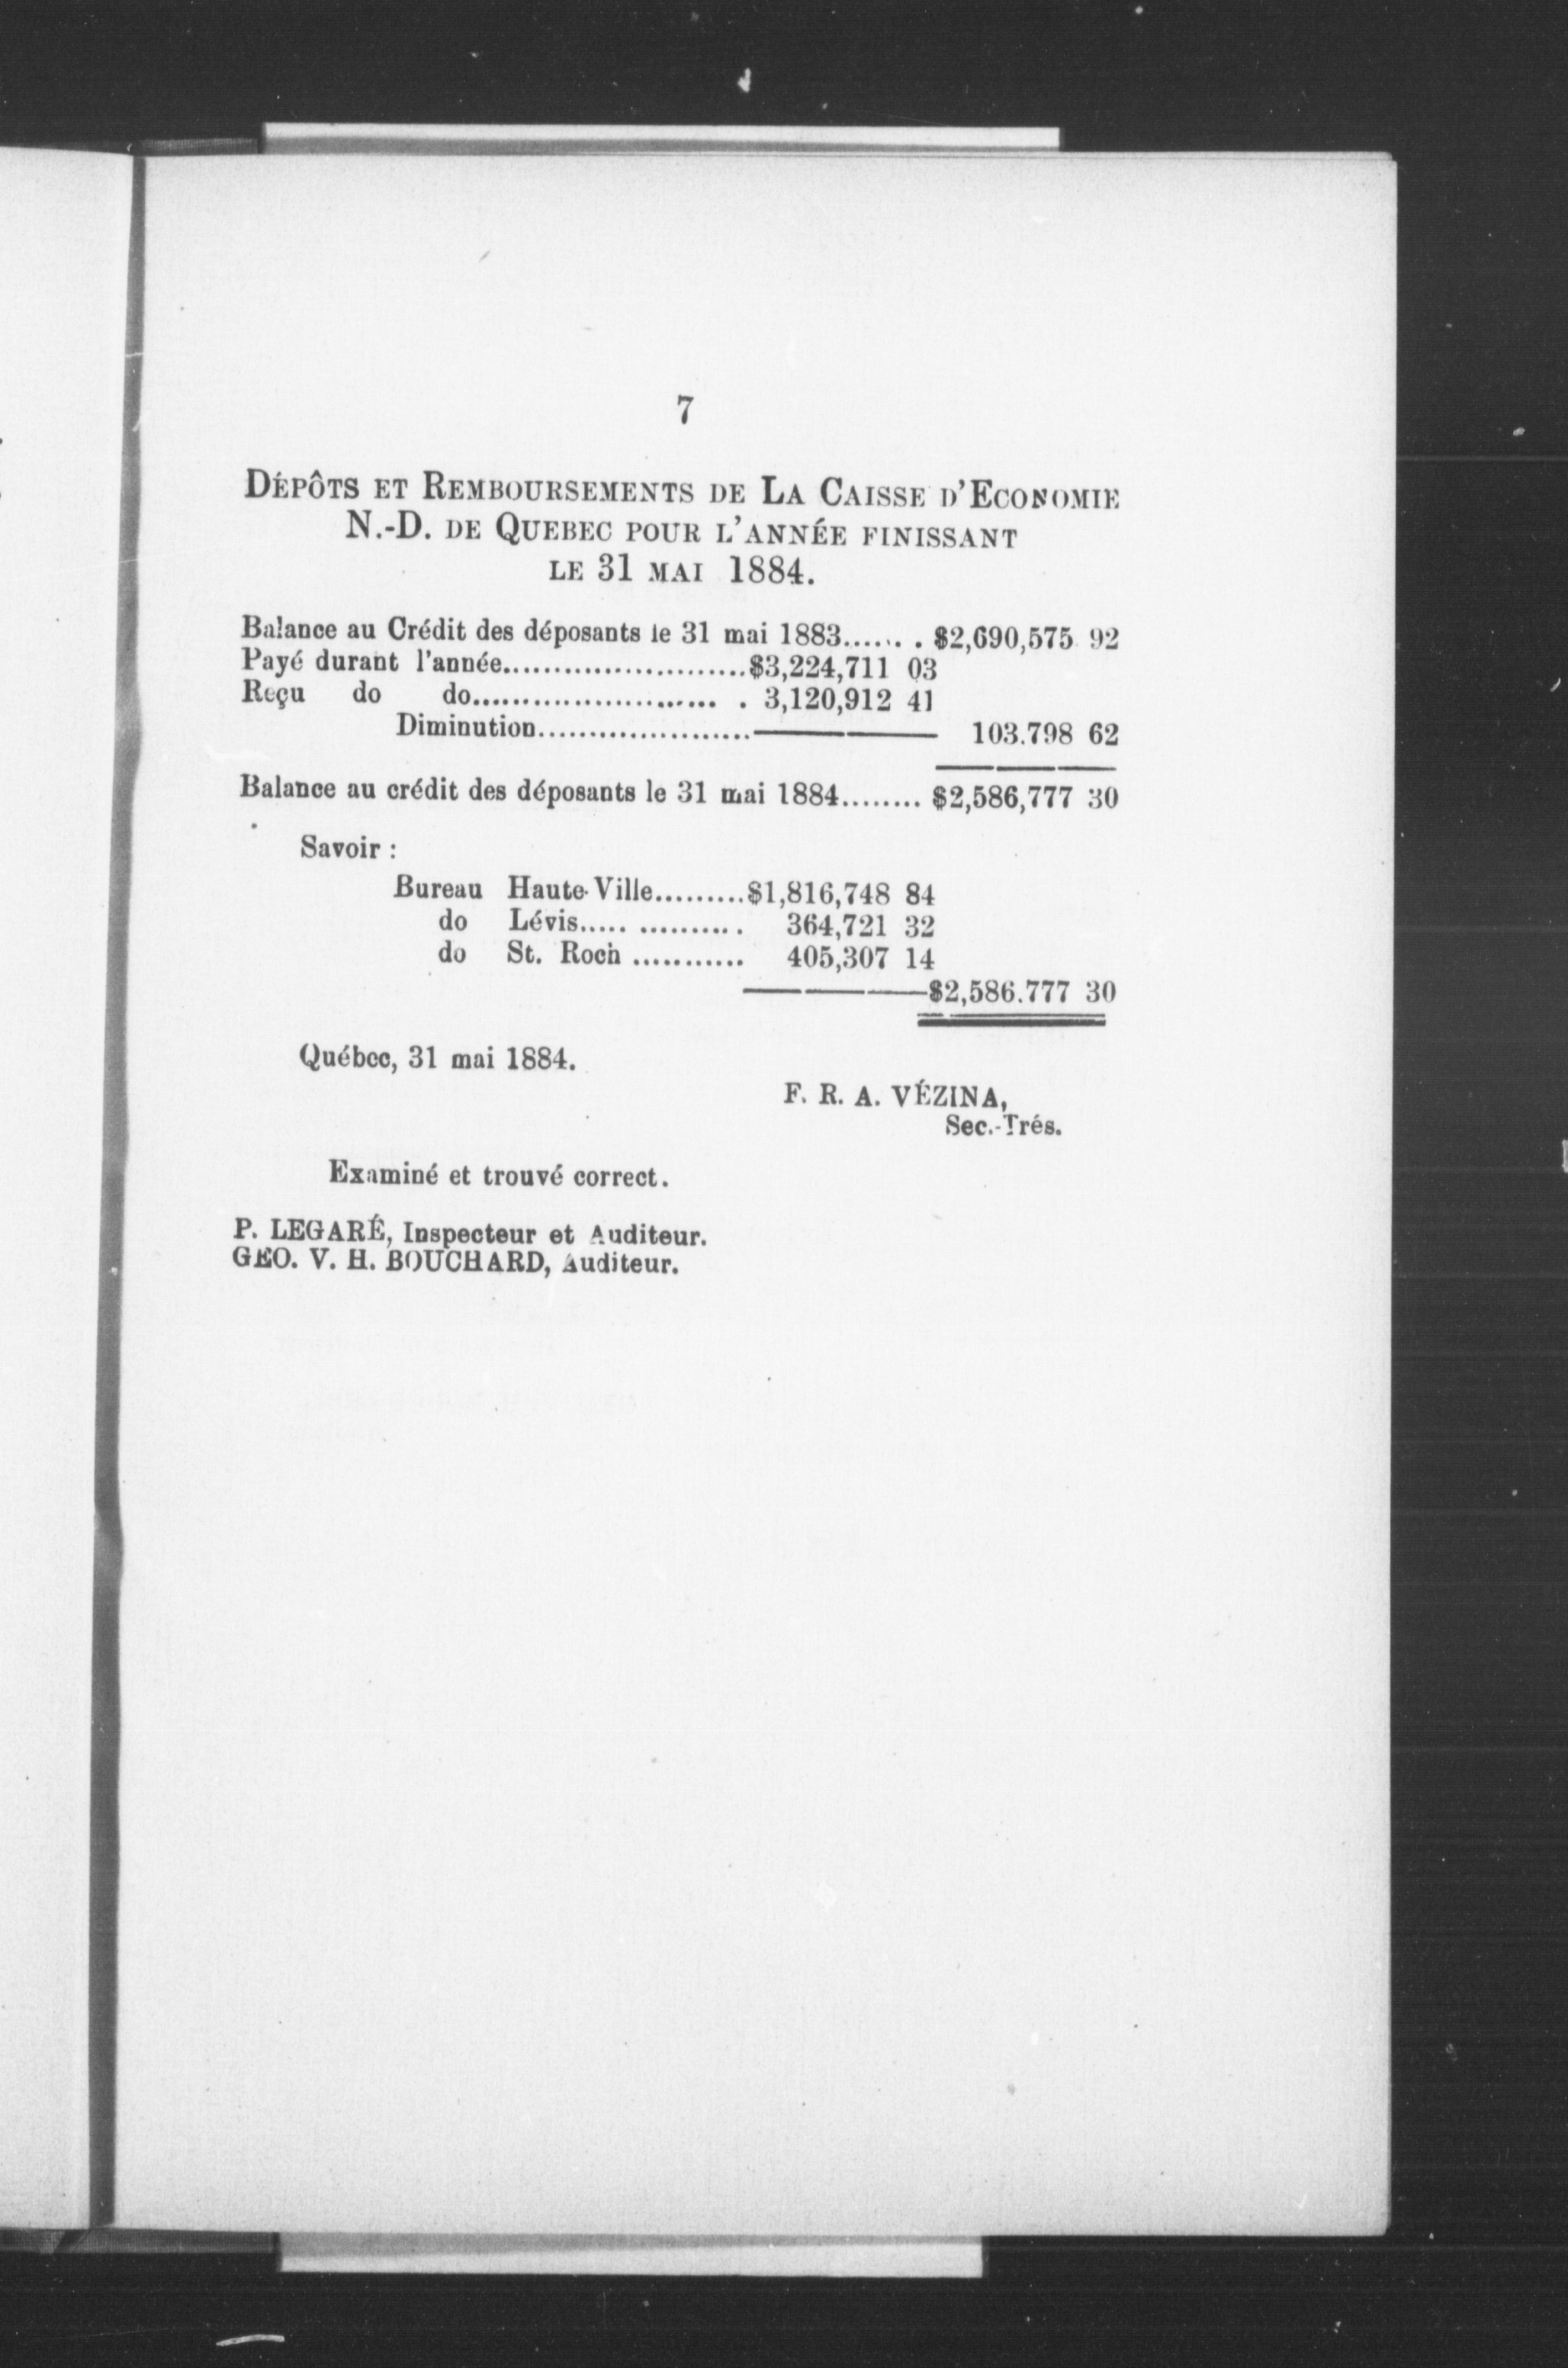 7
DÉPÔTS ET REMBOURSEMENTS DE LA CAISSE D'ECONOMIE
N.-D. DE QUEBEC POUR L'ANNÉE FINISSANT
LE 31 MAI 1884.
Balance au Crédit des déposants le 31 mai 1883....... . $2,690,575 92
Payé durant l'année........................$3,224,711 03
Reçu do do........................ . 3,120,912 41
Diminution..................... 103.798 62
Balance au crédit des déposants le 31 mai 1884........ $2,586,777 30
Savoir :
Bureau Haute-Ville.........$1,816,748 84
do Lévis..... ........... 364,721 32
do St. Roch ........... 405,307 14
$2,586.777 30
Québec, 31 mai 1884.
F. R. A. VÉZINA,
Sec.-Trés.
Examiné et trouvé correct.
P. LEGARÉ, Inspecteur et Auditeur.
GEO. V. H. BOUCHARD, Auditeur.